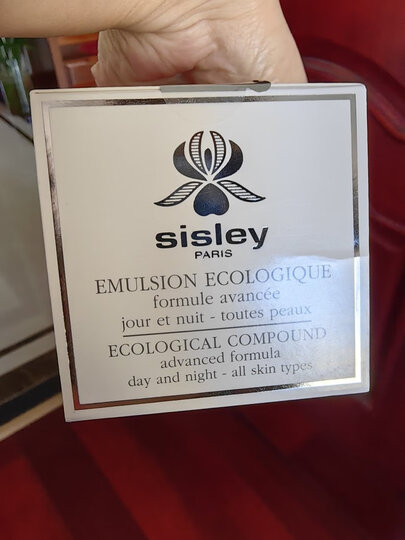 sisley
PARIS
EMULSION ECOLOGIQUE
formule avancée
jour et nuit - toutes peaux
ECOLOGICAL COMPOUND
advanced formula
day and night - all skin types